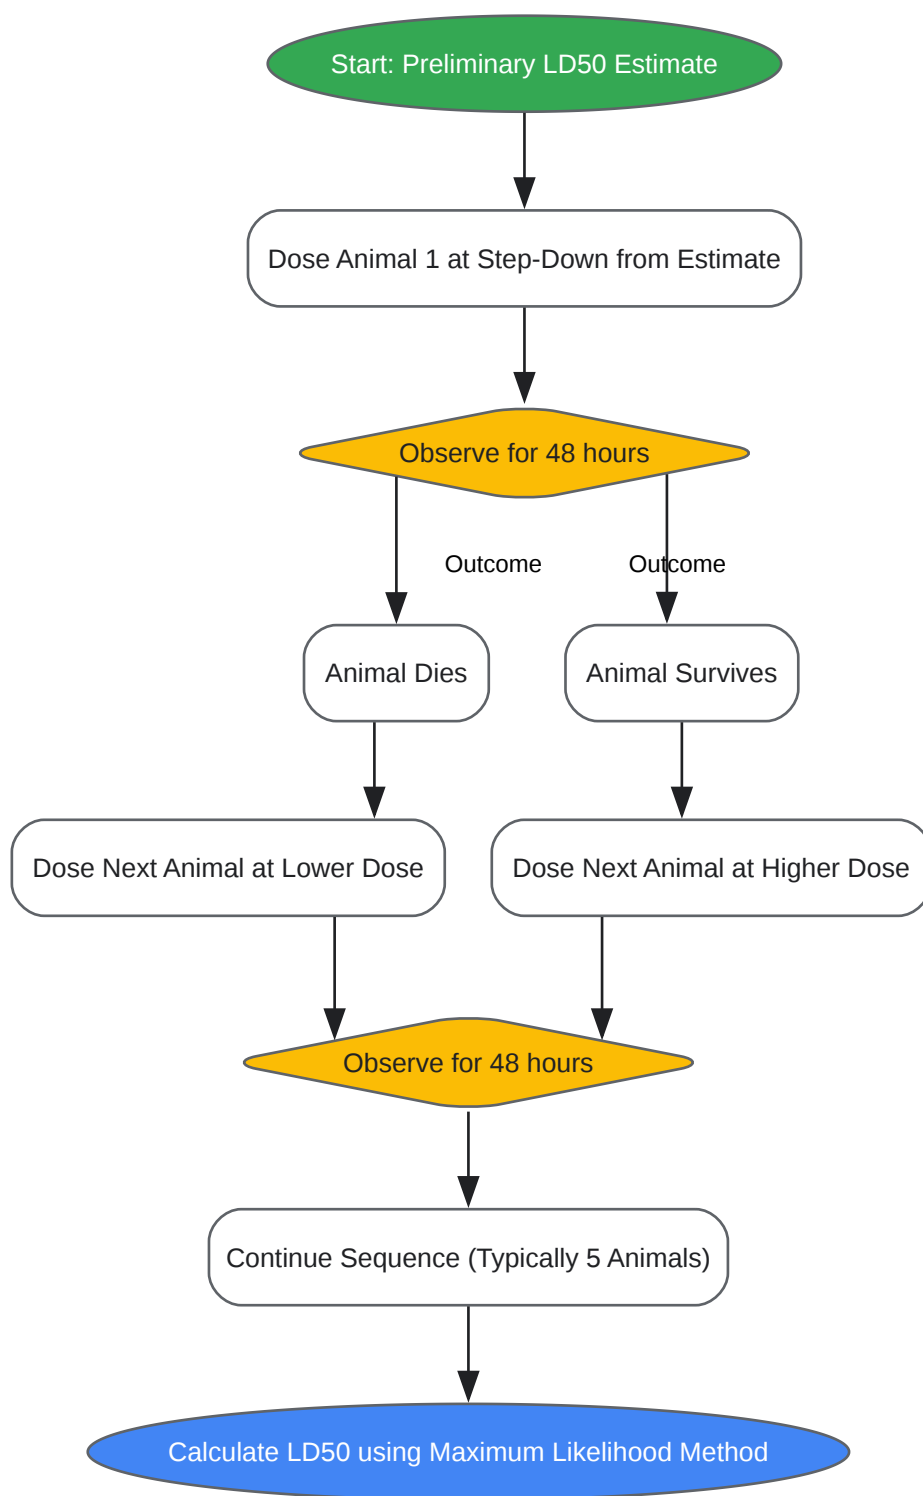 Start: Preliminary LD50 Estimate
Dose Animal 1 at Step-Down from Estimate
Observe for 48 hours
Outcome
Outcome
Animal Dies
Animal Survives
Dose Next Animal at Lower Dose
Dose Next Animal at Higher Dose
Observe for 48 hours
Continue Sequence (Typically 5 Animals)
Calculate LD50 using Maximum Likelihood Method